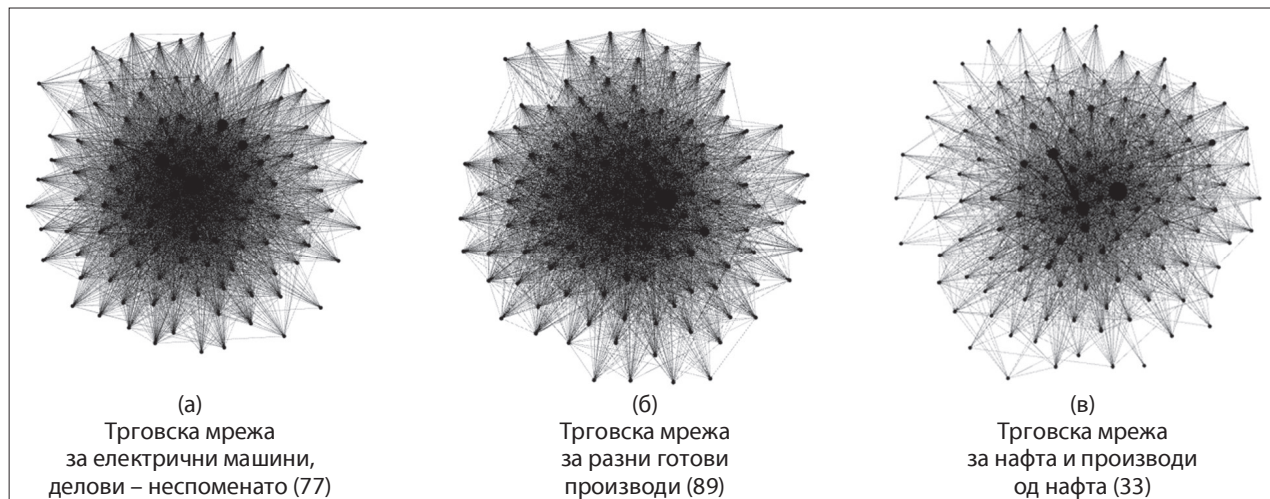 (а)
Трговска мрежа
за електрични машини,
делови – неспоменато (77)
(б)
Трговска мрежа
за разни готови
производи (89)
(в)
Трговска мрежа
за нафта и производи
од нафта (33)